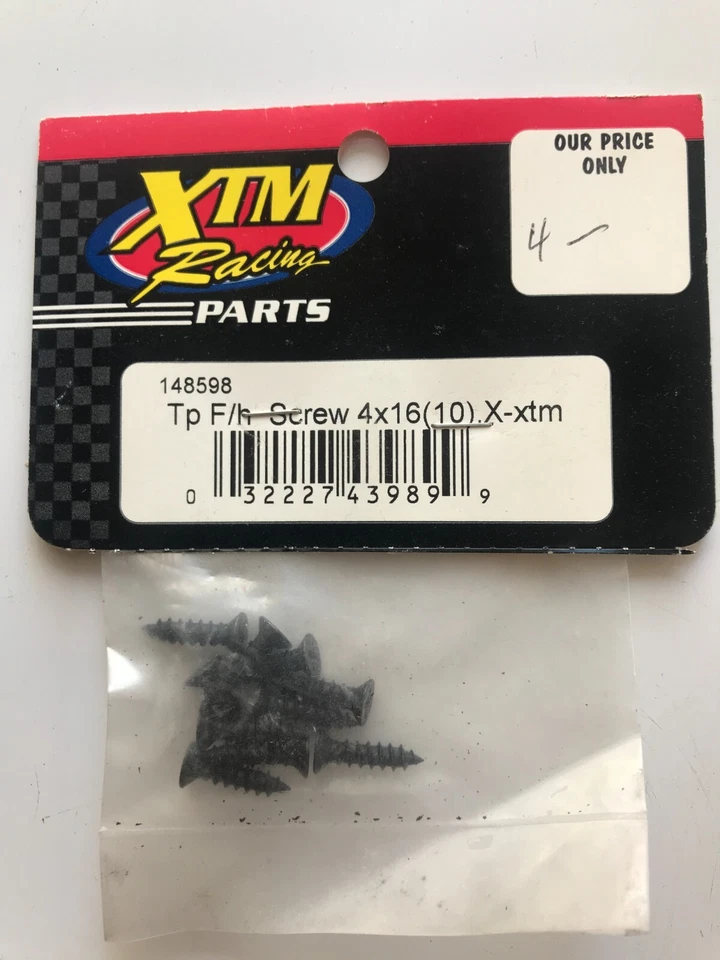 XTM
Racing
PARTS
OUR PRICE
ONLY
4 –
148598
Tp F/h Screw 4x16(10).X-xtm
0 32227 43989 9